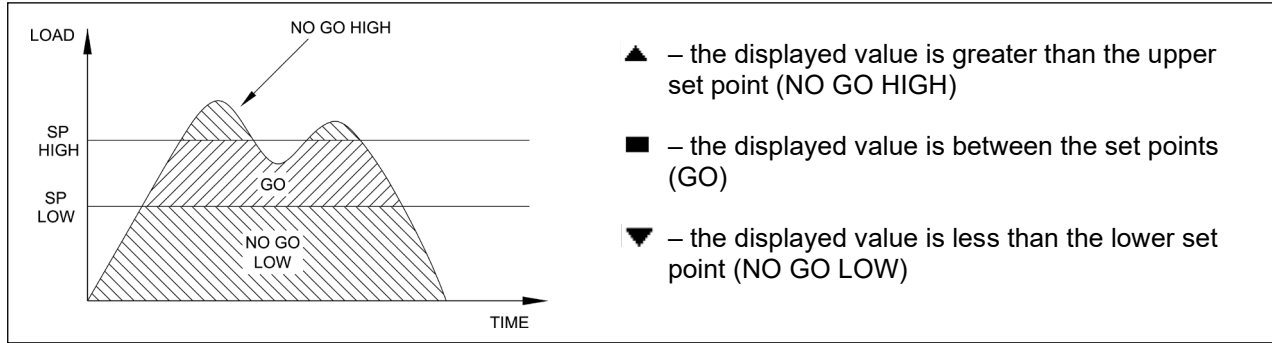 NO GO HIGH
LOAD
SP
HIGH
GO
SP
LOW
NO GO
LOW
TIME
– the displayed value is greater than the upper
set point (NO GO HIGH)
– the displayed value is between the set points
(GO)
– the displayed value is less than the lower set
point (NO GO LOW)